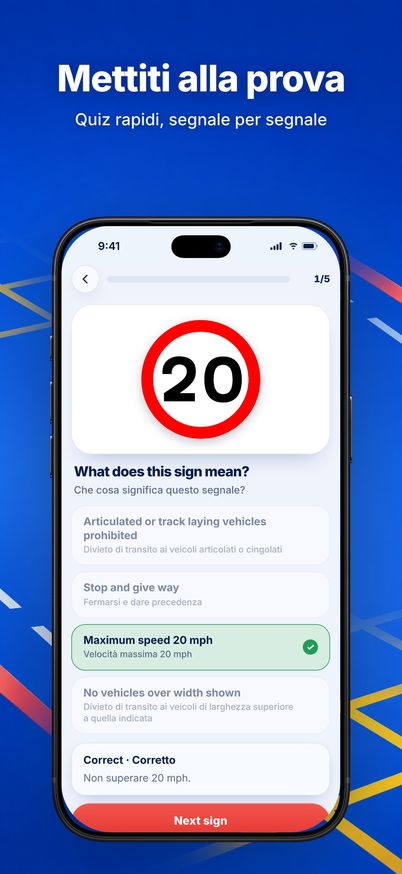 Mettiti alla prova
Quiz rapidi, segnale per segnale
9:41
1/5
20
What does this sign mean?
Che cosa significa questo segnale?
Articulated or track laying vehicles
prohibited
Divieto di transito ai veicoli articolati o cingolati
Stop and give way
Fermarsi e dare precedenza
Maximum speed 20 mph
Velocità massima 20 mph
No vehicles over width shown
Divieto di transito ai veicoli di larghezza superiore
a quella indicata
Correct · Corretto
Non superare 20 mph.
Next sign